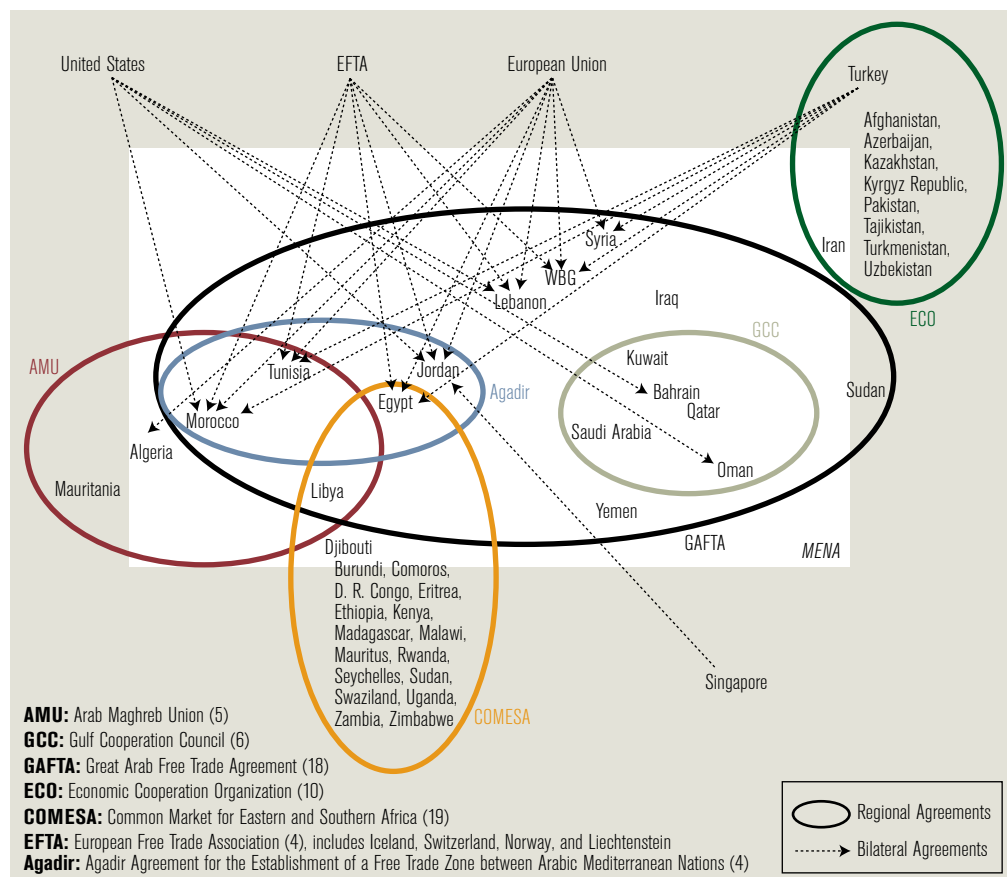 United States
EFTA
European Union
Turkey
Afghanistan,
Azerbaijan,
Kazakhstan,
Kyrgyz Republic,
Pakistan,
Tajikistan,
Turkmenistan,
Uzbekistan
Iran
ECO
Syria
WBG
Lebanon
Iraq
GCC
Kuwait
Bahrain
Qatar
Saudi Arabia
Oman
Sudan
AMU
Tunisia
Jordan
Agadir
Egypt
Morocco
Algeria
Mauritania
Libya
Yemen
GAFTA
MENA
Djibouti
Burundi, Comoros,
D. R. Congo, Eritrea,
Ethiopia, Kenya,
Madagascar, Malawi,
Mauritus, Rwanda,
Seychelles, Sudan,
Swaziland, Uganda,
Zambia, Zimbabwe
COMESA
Singapore
AMU: Arab Maghreb Union (5)
GCC: Gulf Cooperation Council (6)
GAFTA: Great Arab Free Trade Agreement (18)
ECO: Economic Cooperation Organization (10)
COMESA: Common Market for Eastern and Southern Africa (19)
EFTA: European Free Trade Association (4), includes Iceland, Switzerland, Norway, and Liechtenstein
Agadir: Agadir Agreement for the Establishment of a Free Trade Zone between Arabic Mediterranean Nations (4)
Regional Agreements
Bilateral Agreements